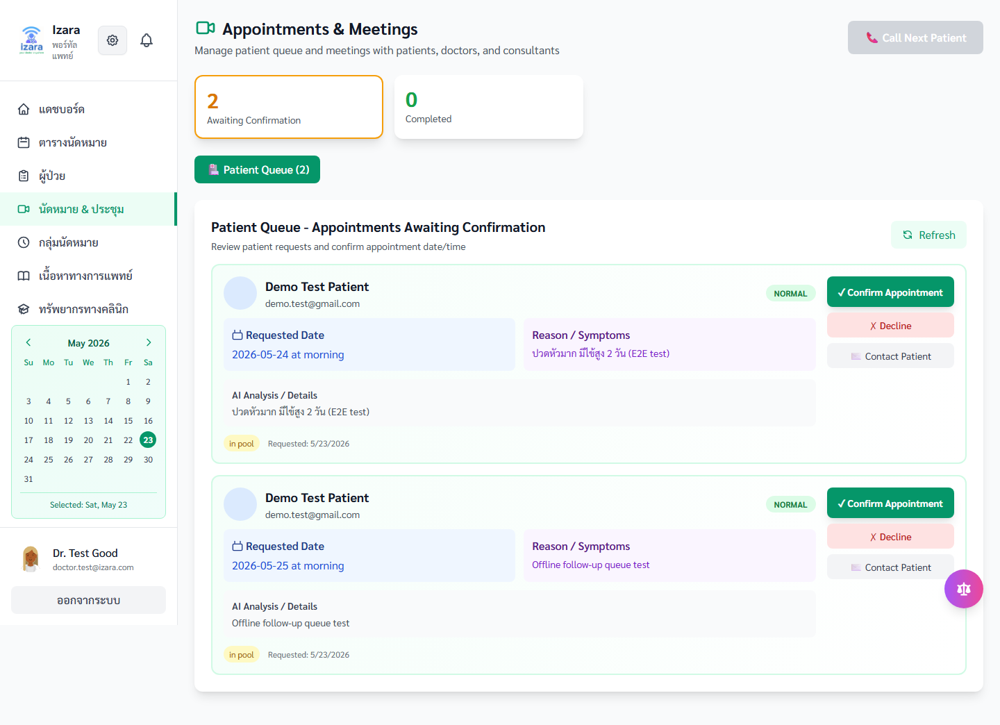 Izara
พอร์ทัล
แพทย์
izara
แดชบอร์ด
ตารางนัดหมาย
ผู้ป่วย
นัดหมาย & ประชุม
กลุ่มนัดหมาย
เนื้อหาทางการแพทย์
ทรัพยากรทางคลินิก
May 2026
Su Mo Tu We Th Fr Sa
1 2
3 4 5 6 7 8 9
10 11 12 13 14 15 16
17 18 19 20 21 22 23
24 25 26 27 28 29 30
31
Selected: Sat, May 23
Dr. Test Good
doctor.test@izara.com
ออกจากระบบ
Appointments & Meetings
Manage patient queue and meetings with patients, doctors, and consultants
Call Next Patient
2
Awaiting Confirmation
0
Completed
Patient Queue (2)
Patient Queue - Appointments Awaiting Confirmation
Review patient requests and confirm appointment date/time
Refresh
Demo Test Patient
demo.test@gmail.com
NORMAL
✓ Confirm Appointment
✗ Decline
Contact Patient
Requested Date
2026-05-24 at morning
Reason / Symptoms
ปวดหัวมาก มีไข้สูง 2 วัน (E2E test)
AI Analysis / Details
ปวดหัวมาก มีไข้สูง 2 วัน (E2E test)
in pool
Requested: 5/23/2026
Demo Test Patient
demo.test@gmail.com
NORMAL
✓ Confirm Appointment
✗ Decline
Contact Patient
Requested Date
2026-05-25 at morning
Reason / Symptoms
Offline follow-up queue test
AI Analysis / Details
Offline follow-up queue test
in pool
Requested: 5/23/2026